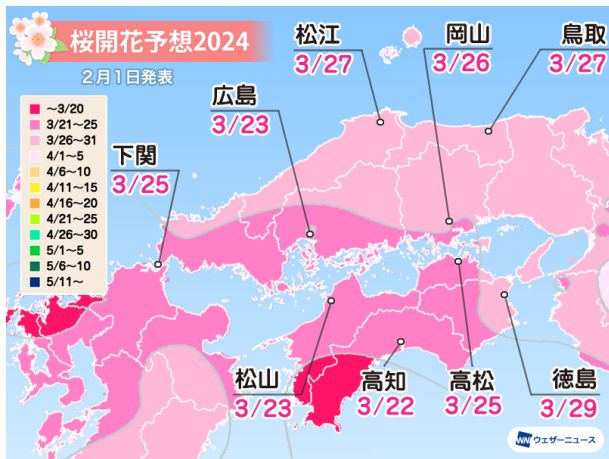 桜開花予想2024
2月1日発表
松江
3/27
岡山
3/26
鳥取
3/27
広島
3/23
下関
3/25
~3/20
3/21~25
3/26~31
4/1~5
4/6~10
4/11~15
4/16~20
4/21~25
4/26~30
5/1~5
5/6~10
5/11~
松山
3/23
高知
3/22
高松
3/25
徳島
3/29
WN ウェザーニュース